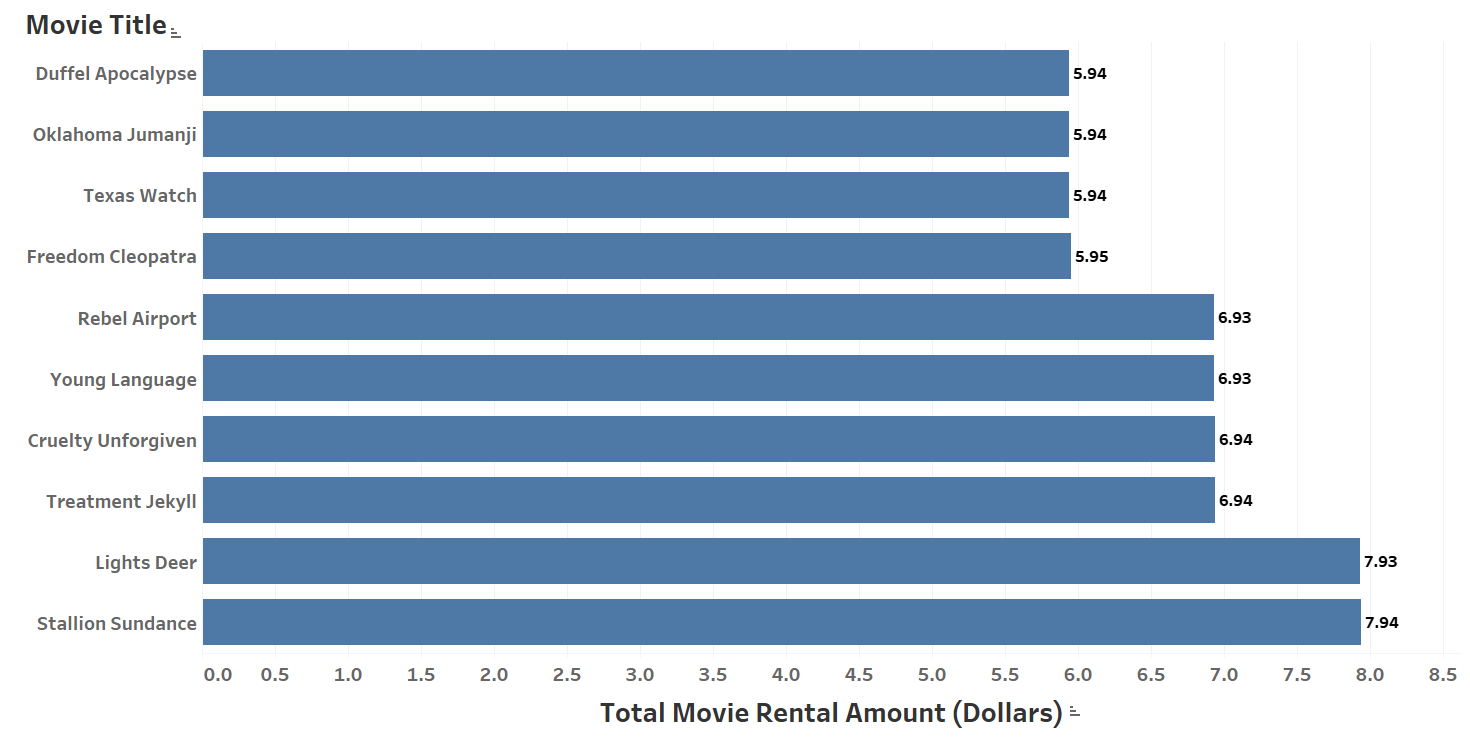 Movie Title
Duffel Apocalypse 5.94
Oklahoma Jumanji 5.94
Texas Watch 5.94
Freedom Cleopatra 5.95
Rebel Airport 6.93
Young Language 6.93
Cruelty Unforgiven 6.94
Treatment Jekyll 6.94
Lights Deer 7.93
Stallion Sundance 7.94
0.0 0.5 1.0 1.5 2.0 2.5 3.0 3.5 4.0 4.5 5.0 5.5 6.0 6.5 7.0 7.5 8.0 8.5
Total Movie Rental Amount (Dollars)